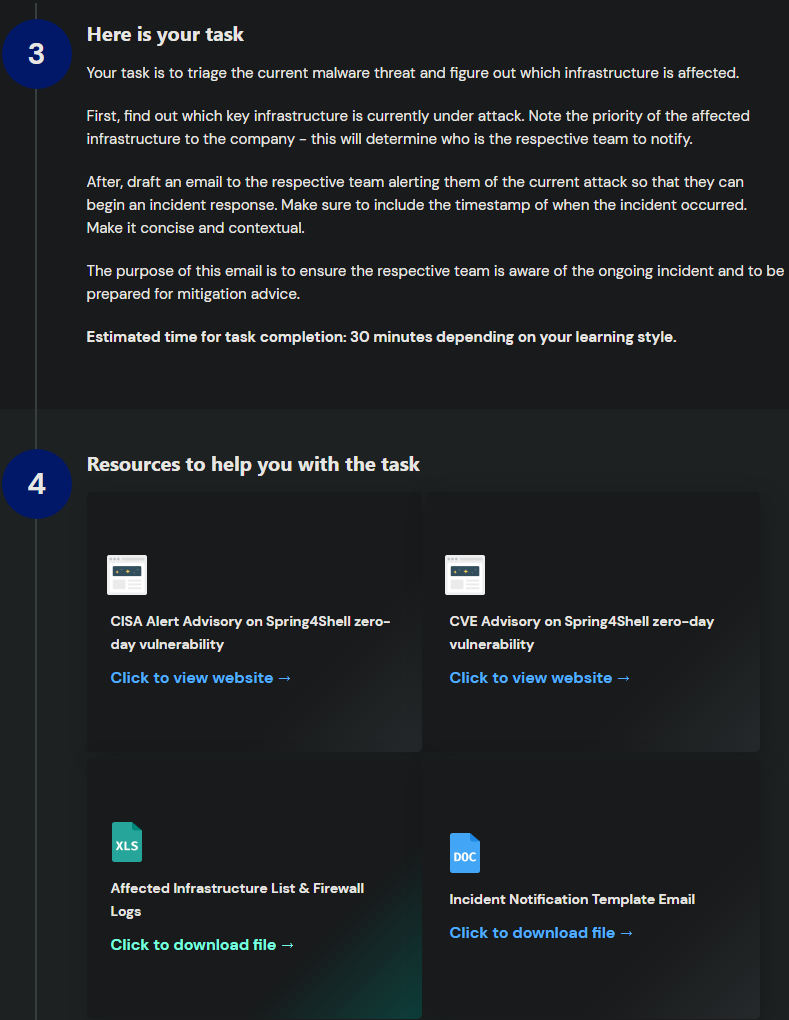 3
Here is your task
Your task is to triage the current malware threat and figure out which infrastructure is affected.
First, find out which key infrastructure is currently under attack. Note the priority of the affected
infrastructure to the company – this will determine who is the respective team to notify.
After, draft an email to the respective team alerting them of the current attack so that they can
begin an incident response. Make sure to include the timestamp of when the incident occurred.
Make it concise and contextual.
The purpose of this email is to ensure the respective team is aware of the ongoing incident and to be
prepared for mitigation advice.
Estimated time for task completion: 30 minutes depending on your learning style.
4
Resources to help you with the task
CISA Alert Advisory on Spring4Shell zero-
day vulnerability
Click to view website →
CVE Advisory on Spring4Shell zero-day
vulnerability
Click to view website →
XLS
Affected Infrastructure List & Firewall
Logs
Click to download file →
DOC
Incident Notification Template Email
Click to download file →